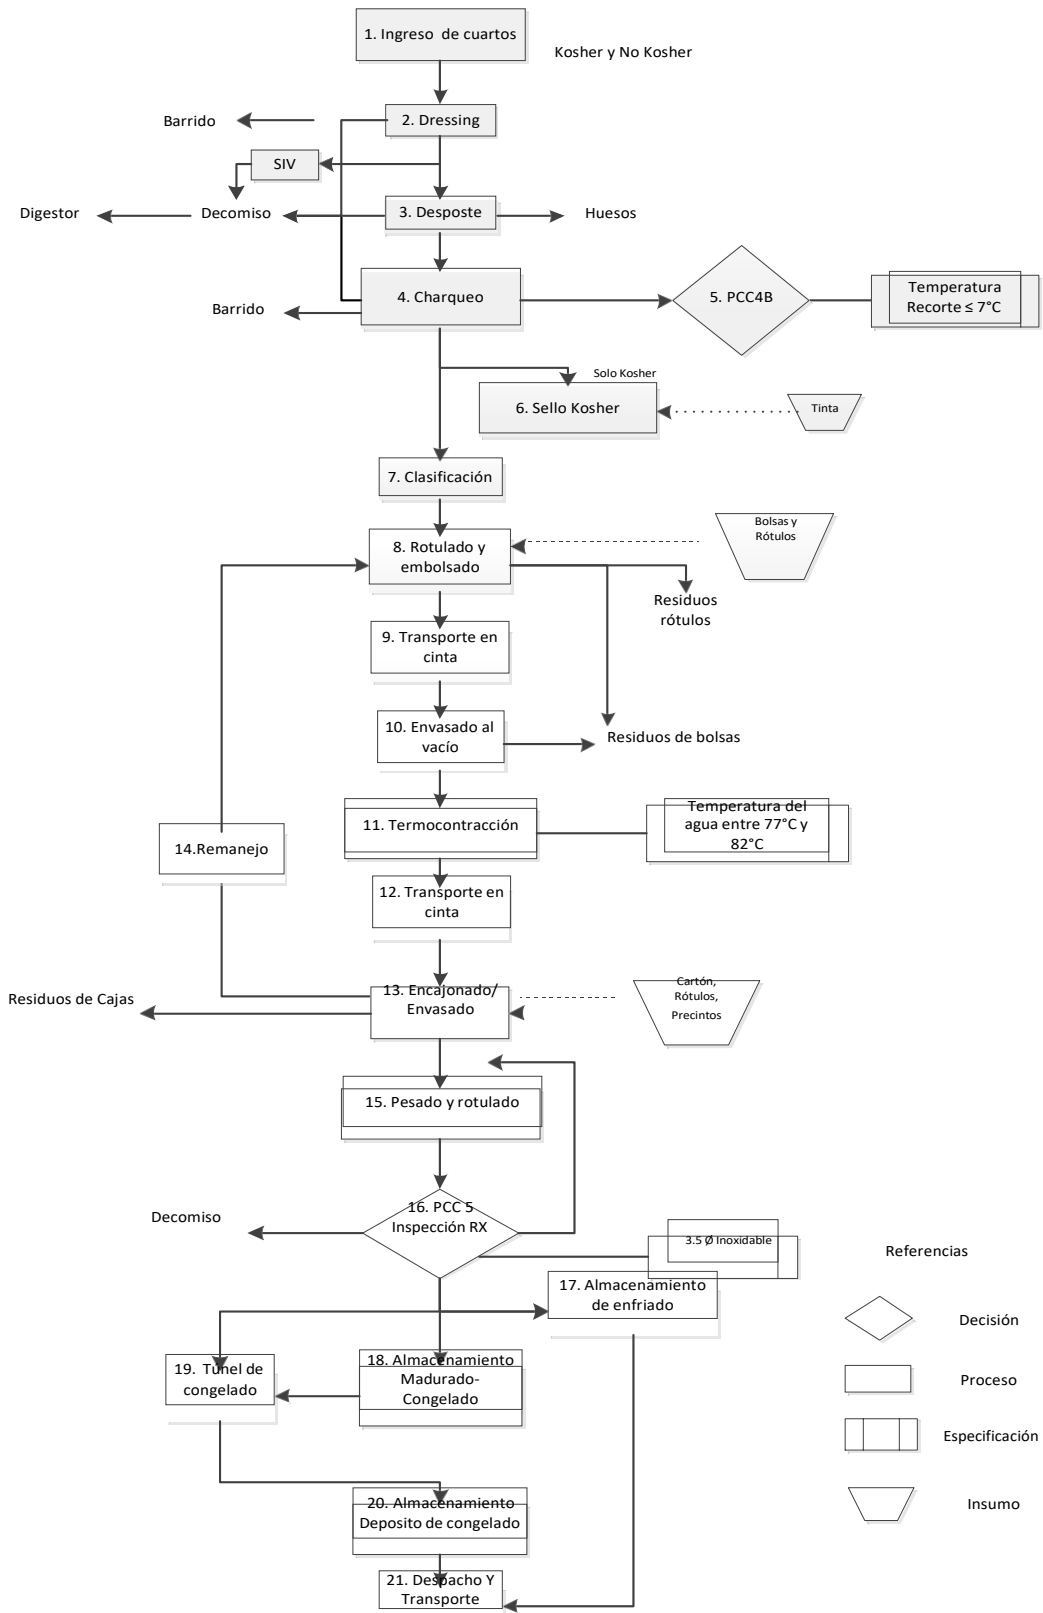 1. Ingreso de cuartos
Kosher y No Kosher
Barrido
2. Dressing
SIV
Digestor
Decomiso
3. Desposte
Huesos
4. Charqueo
Barrido
5. PCC4B
Temperatura
Recorte ≤ 7°C
Solo Kosher
6. Sello Kosher
Tinta
7. Clasificación
8. Rotulado y
embolsado
Bolsas y
Rótulos
Residuos
rótulos
9. Transporte en
cinta
10. Envasado al
vacío
Residuos de bolsas
11. Termocontracción
Temperatura del
agua entre 77°C y
82°C
14.Remanejo
12. Transporte en
cinta
Residuos de Cajas
13. Encajonado/
Envasado
Cartón,
Rótulos,
Precintos
15. Pesado y rotulado
Decomiso
16. PCC 5
Inspección RX
3.5 Ø Inoxidable
17. Almacenamiento
de enfriado
19. Túnel de
congelado
18. Almacenamiento
Madurado-
Congelado
20. Almacenamiento
Deposito de congelado
21. Despacho Y
Transporte
Referencias
Decisión
Proceso
Especificación
Insumo